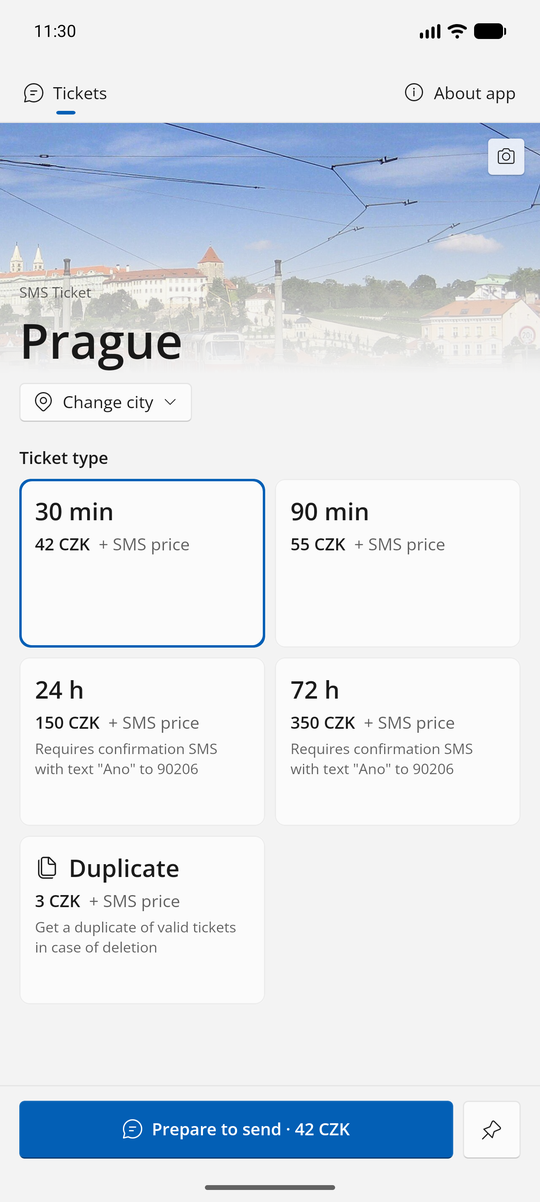 11:30
Tickets
About app
SMS Ticket
Prague
Change city
Ticket type
30 min
42 CZK + SMS price
90 min
55 CZK + SMS price
24 h
150 CZK + SMS price
Requires confirmation SMS
with text "Ano" to 90206
72 h
350 CZK + SMS price
Requires confirmation SMS
with text "Ano" to 90206
Duplicate
3 CZK + SMS price
Get a duplicate of valid tickets
in case of deletion
Prepare to send · 42 CZK